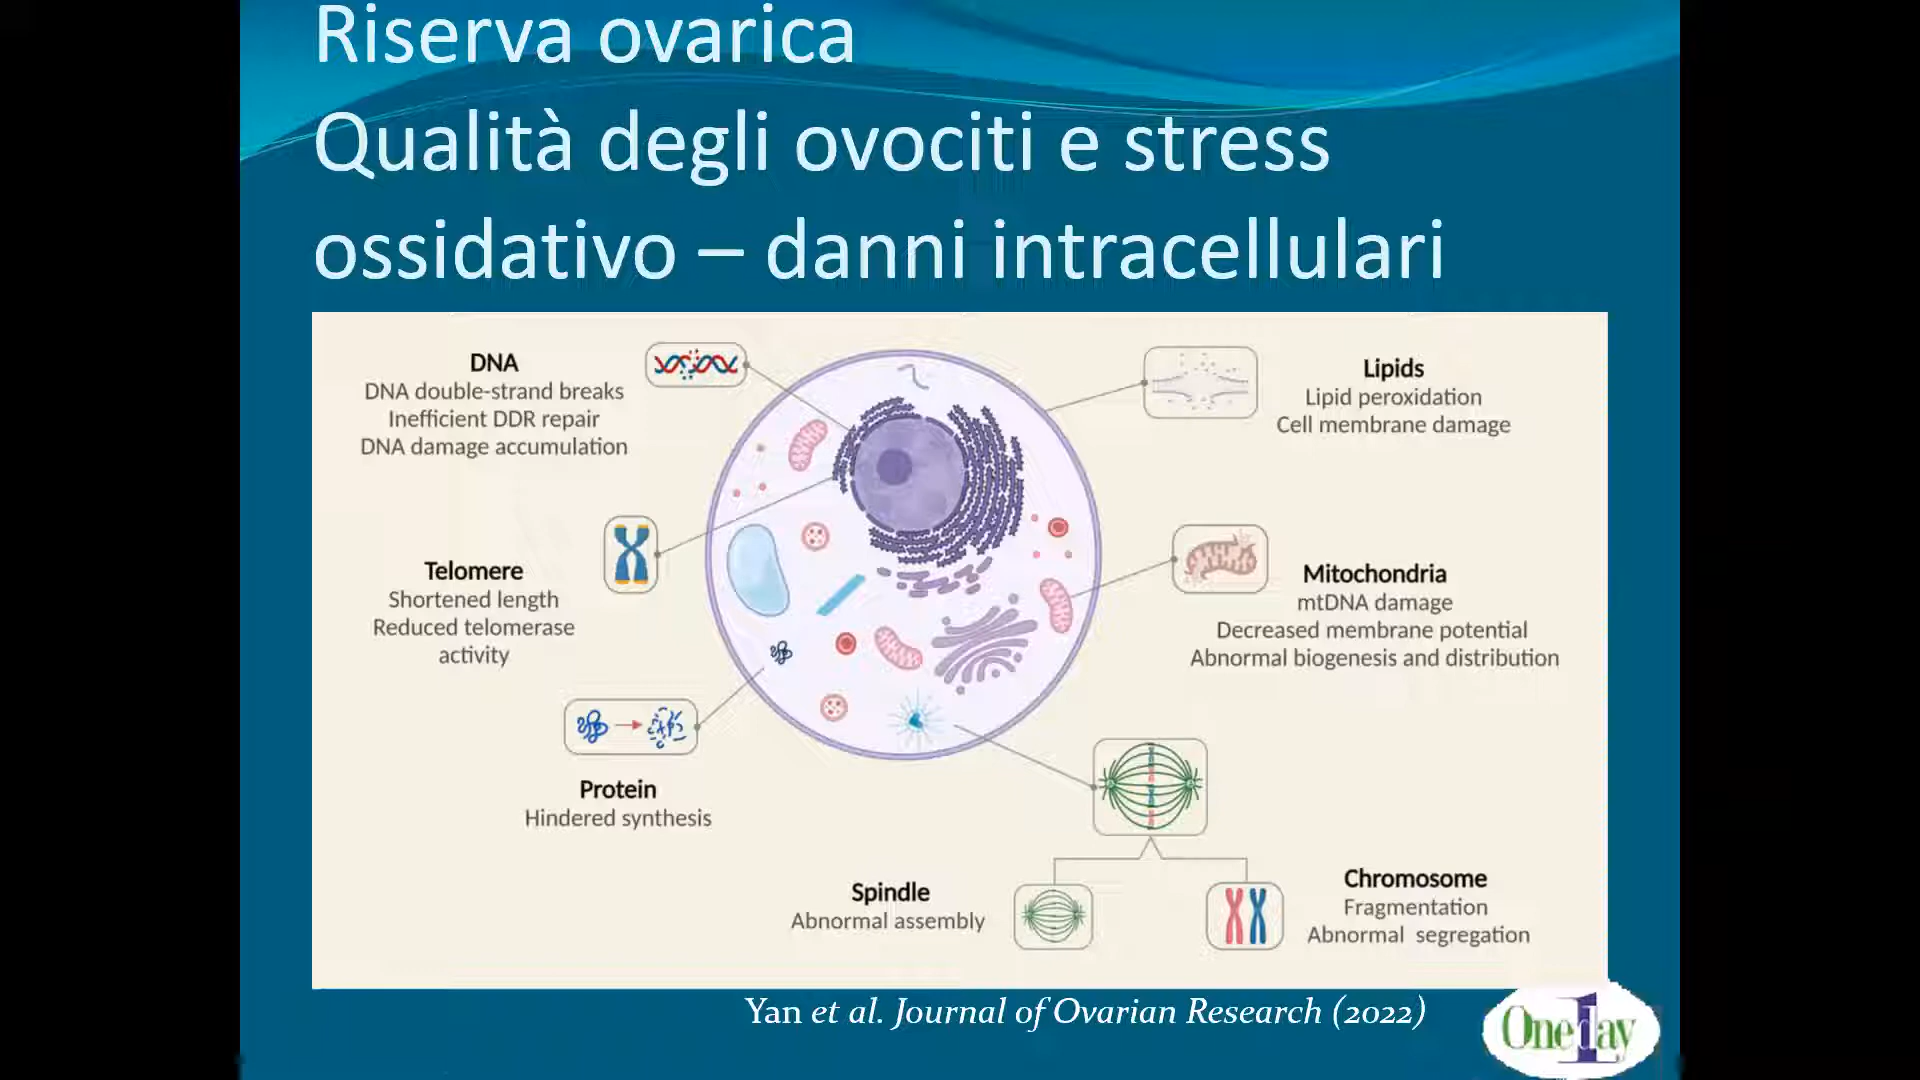 Riserva ovarica
Qualità degli ovociti e stress
ossidativo – danni intracellulari
DNA
DNA double-strand breaks
Inefficient DDR repair
DNA damage accumulation
Lipids
Lipid peroxidation
Cell membrane damage
Telomere
Shortened length
Reduced telomerase
activity
Mitochondria
mtDNA damage
Decreased membrane potential
Abnormal biogenesis and distribution
Protein
Hindered synthesis
Spindle
Abnormal assembly
Chromosome
Fragmentation
Abnormal segregation
Yan et al. Journal of Ovarian Research (2022)
One1day